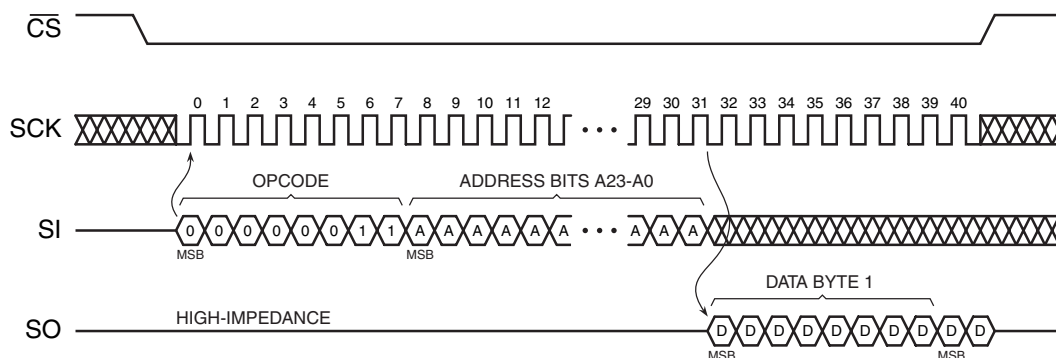 CS
0 1 2 3 4 5 6 7 8 9 10 11 12 29 30 31 32 33 34 35 36 37 38 39 40
SCK • • •
OPCODE ADDRESS BITS A23-A0
SI 0 0 0 0 0 0 1 1 A A A A A A • • • A A A
MSB MSB
DATA BYTE 1
HIGH-IMPEDANCE
SO D D D D D D D D D D
MSB MSB